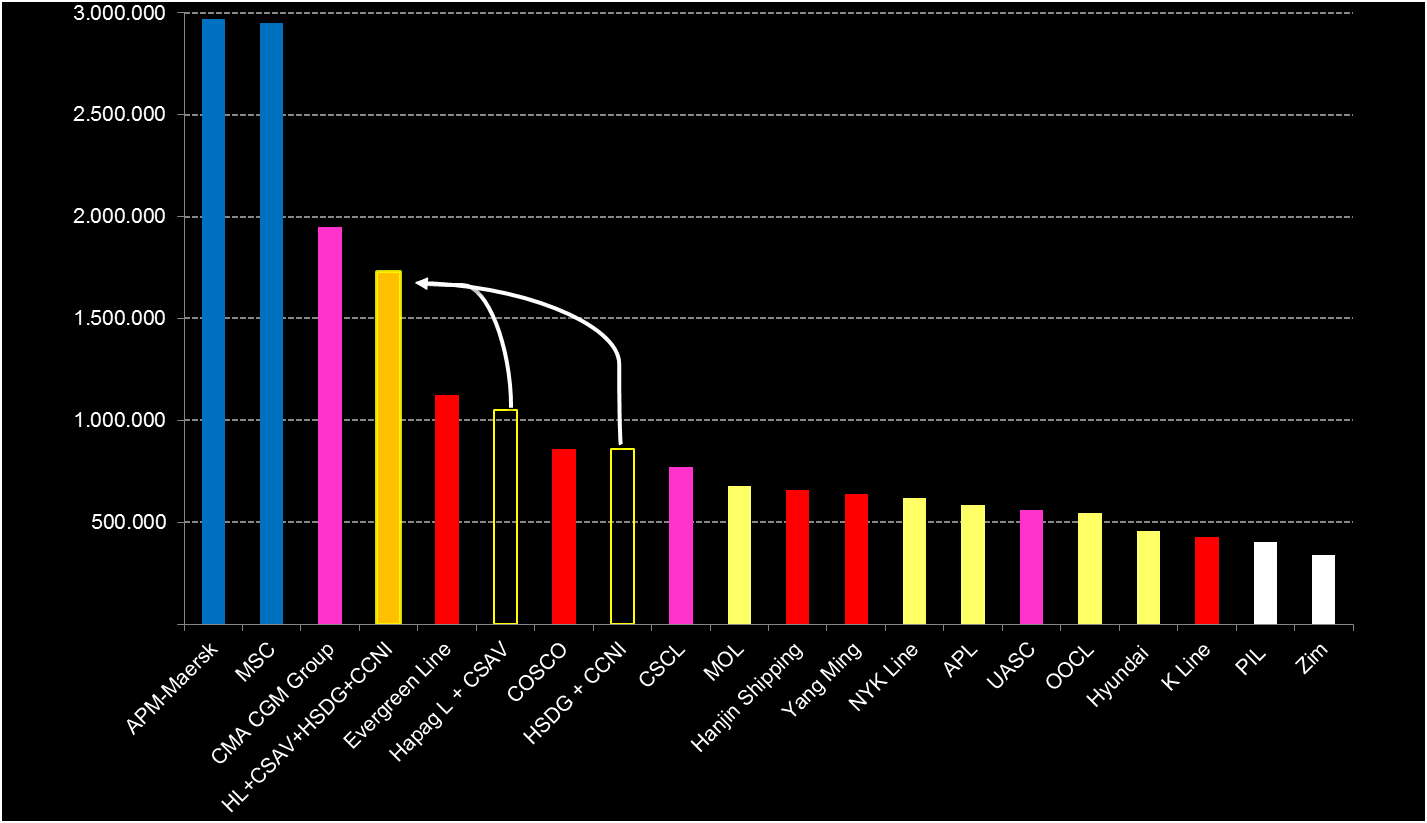 3.000.000
2.500.000
2.000.000
1.500.000
1.000.000
500.000
APM-Maersk
MSC
CMA CGM Group
HL+CSAV+HSDG+CCNI
Evergreen Line
Hapag L + CSAV
COSCO
HSDG + CCNI
CSCL
MOL
Hanjin Shipping
Yang Ming
NYK Line
APL
UASC
OOCL
Hyundai
K Line
PIL
Zim